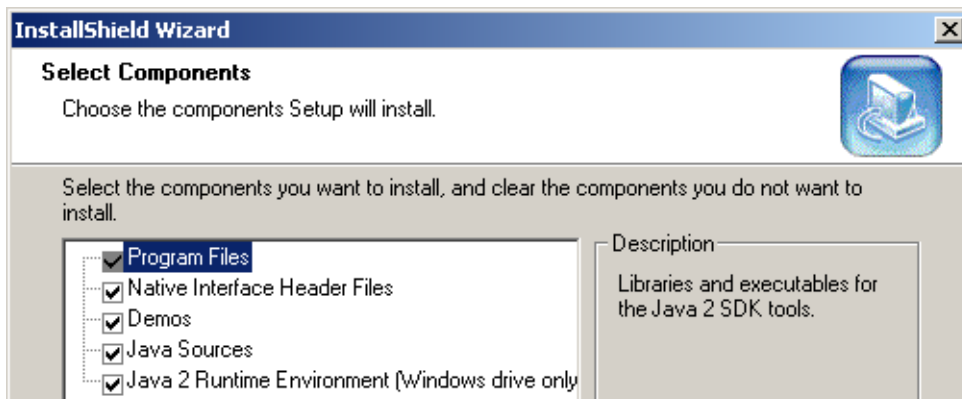 InstallShield Wizard
Select Components
Choose the components Setup will install.
Select the components you want to install, and clear the components you do not want to
install.
Program Files
Native Interface Header Files
Demos
Java Sources
Java 2 Runtime Environment (Windows drive only
Description
Libraries and executables for
the Java 2 SDK tools.